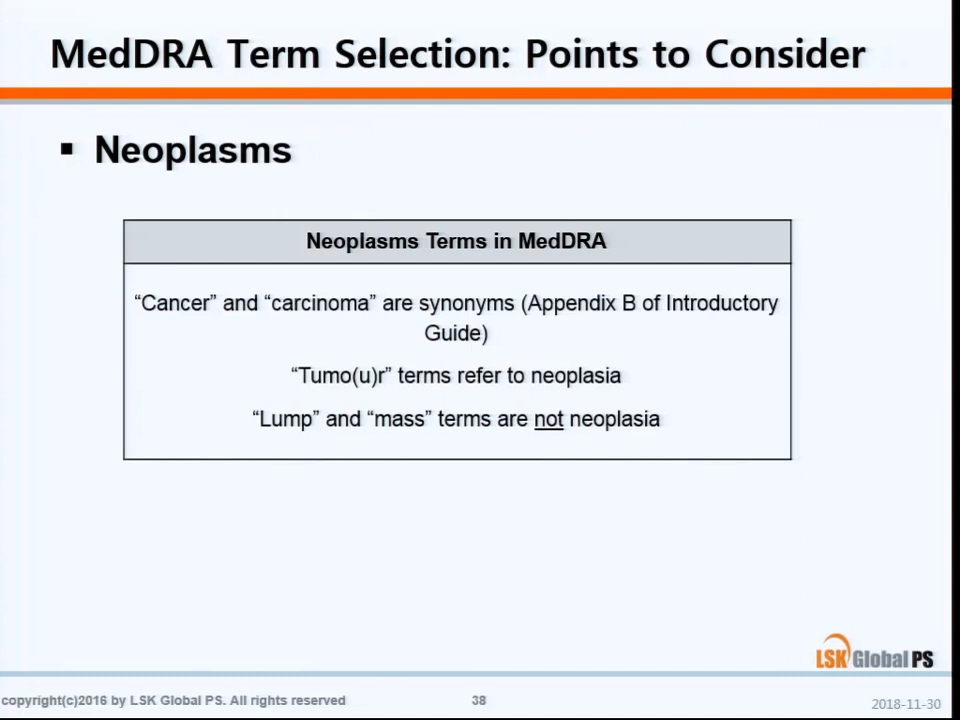 MedDRA Term Selection: Points to Consider
▪ Neoplasms
Neoplasms Terms in MedDRA
“Cancer” and “carcinoma” are synonyms (Appendix B of Introductory
Guide)
“Tumo(u)r” terms refer to neoplasia
“Lump” and “mass” terms are not neoplasia
LSK Global PS
copyright(c)2016 by LSK Global PS. All rights reserved
38
2018-11-30